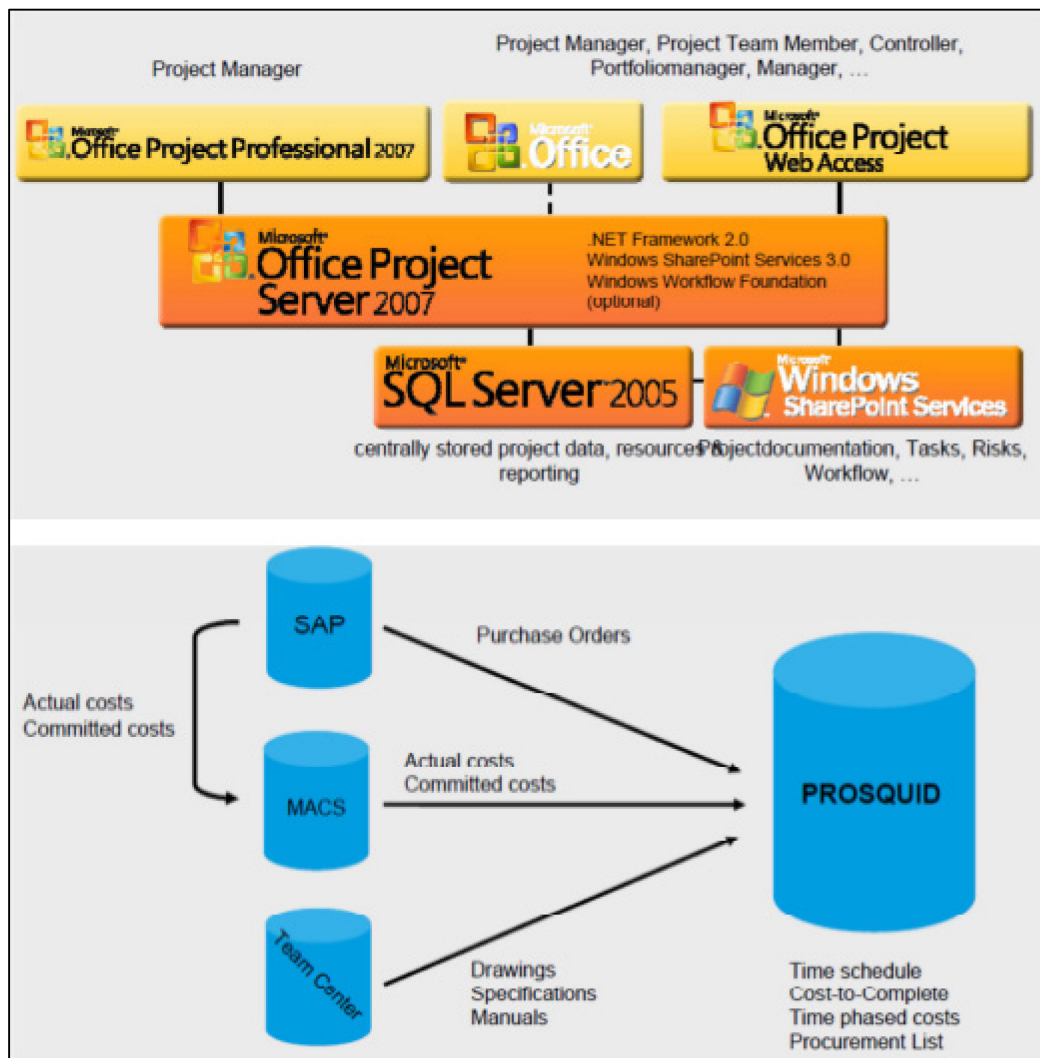 Project Manager
Project Manager, Project Team Member, Controller,
Portfoliomanager, Manager, …
Microsoft®
Office Project Professional 2007
Microsoft®
Office
Microsoft®
Office Project
Web Access
Microsoft®
Office Project
Server 2007
.NET Framework 2.0
Windows SharePoint Services 3.0
Windows Workflow Foundation
(optional)
Microsoft®
SQL Server™2005
Microsoft®
Windows
SharePoint Services
centrally stored project data, resources &
reporting
Projectdocumentation, Tasks, Risks,
Workflow, …
SAP
Purchase Orders
Actual costs
Committed costs
Actual costs
Committed costs
MACS
PROSQUID
Team Center
Drawings
Specifications
Manuals
Time schedule
Cost-to-Complete
Time phased costs
Procurement List